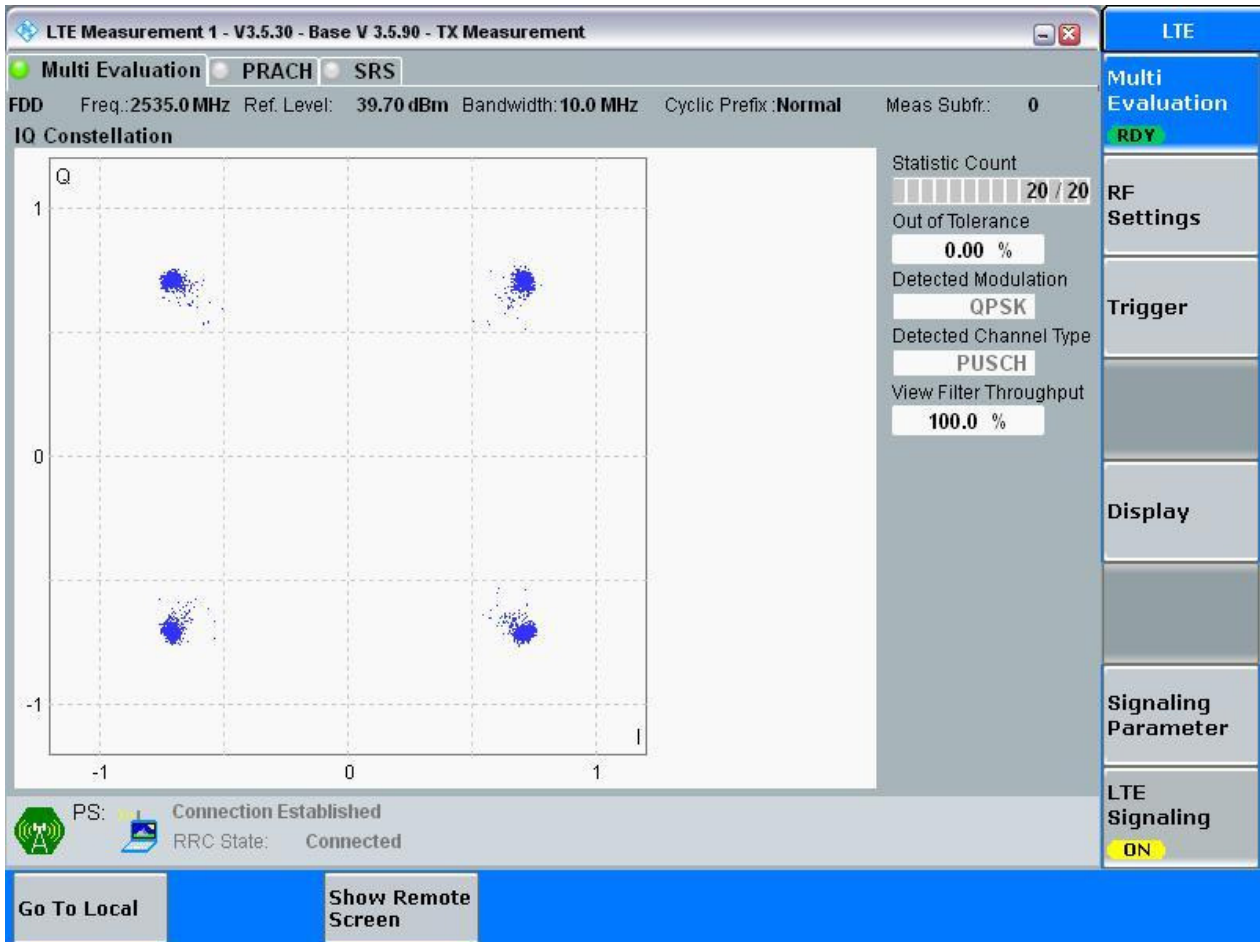 LTE Measurement 1 - V3.5.30 - Base V 3.5.90 - TX Measurement
Multi Evaluation PRACH SRS
FDD Freq.:2535.0 MHz Ref. Level: 39.70 dBm Bandwidth:10.0 MHz Cyclic Prefix :Normal Meas Subfr.: 0
IQ Constellation
Q
1
0
-1
I
-1 0 1
Statistic Count
20 / 20
Out of Tolerance
0.00 %
Detected Modulation
QPSK
Detected Channel Type
PUSCH
View Filter Throughput
100.0 %
PS: Connection Established
RRC State: Connected
LTE
Multi
Evaluation
RDY
RF
Settings
Trigger
Display
Signaling
Parameter
LTE
Signaling
ON
Go To Local
Show Remote
Screen